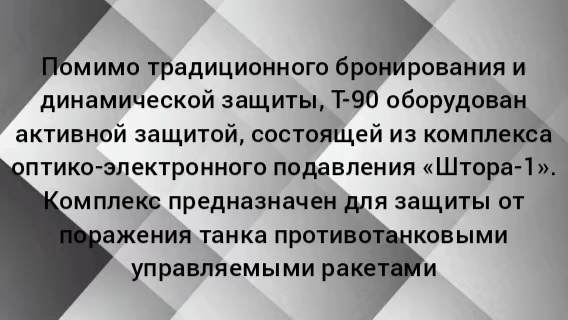 Помимо традиционного бронирования и
динамической защиты, Т-90 оборудован
активной защитой, состоящей из комплекса
оптико-электронного подавления «Штора-1».
Комплекс предназначен для защиты от
поражения танка противотанковыми
управляемыми ракетами